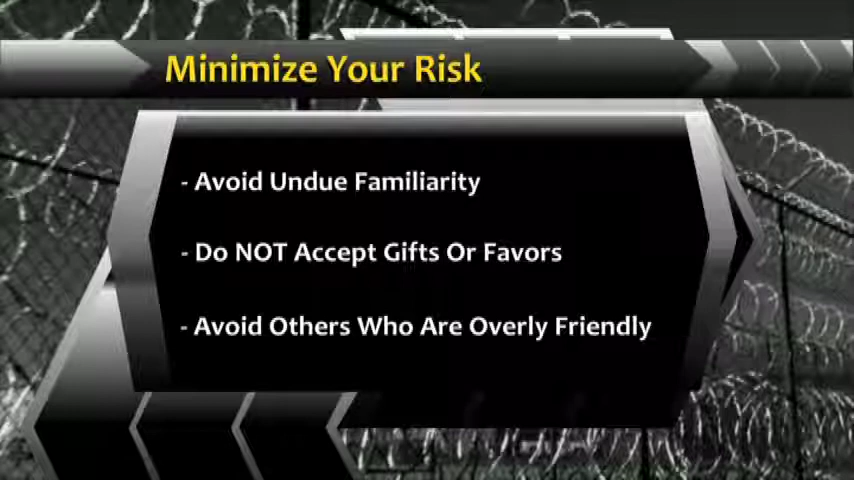 Minimize Your Risk
- Avoid Undue Familiarity
- Do NOT Accept Gifts Or Favors
- Avoid Others Who Are Overly Friendly